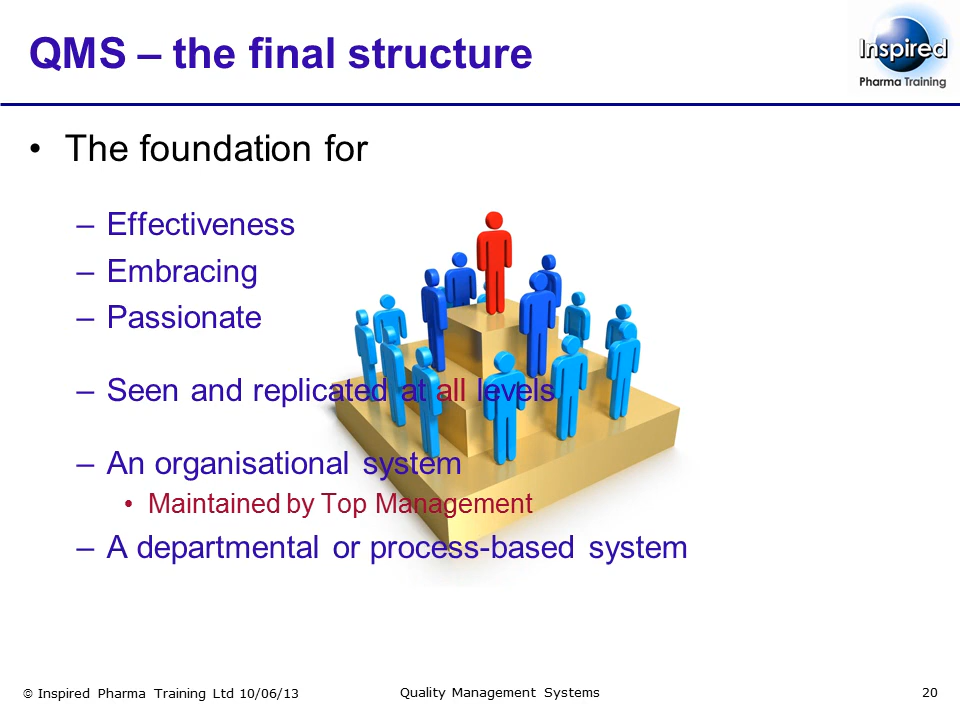 QMS – the final structure
Inspired
Pharma Training
• The foundation for
– Effectiveness
– Embracing
– Passionate
– Seen and replicated at all levels
– An organisational system
• Maintained by Top Management
– A departmental or process-based system
© Inspired Pharma Training Ltd 10/06/13
Quality Management Systems
20